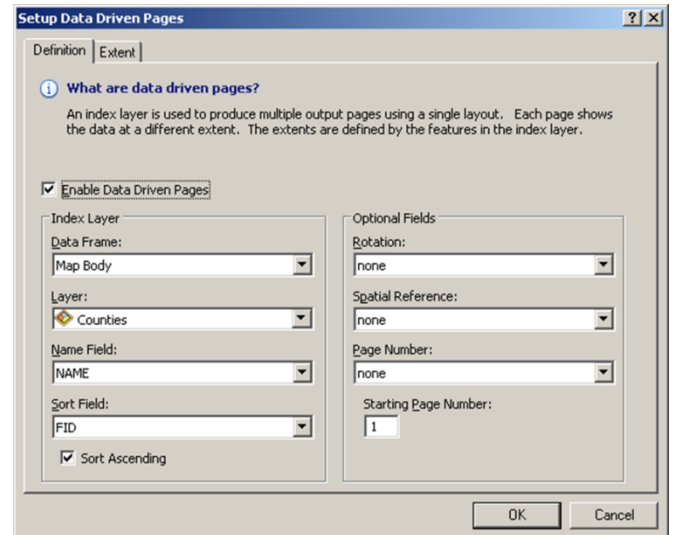 Setup Data Driven Pages
Definition
Extent
What are data driven pages?
An index layer is used to produce multiple output pages using a single layout. Each page shows
the data at a different extent. The extents are defined by the features in the index layer.
Enable Data Driven Pages
Index Layer
Data Frame:
Map Body
Layer:
Counties
Name Field:
NAME
Sort Field:
FID
Sort Ascending
Optional Fields
Rotation:
none
Spatial Reference:
none
Page Number:
none
Starting Page Number:
1
OK
Cancel